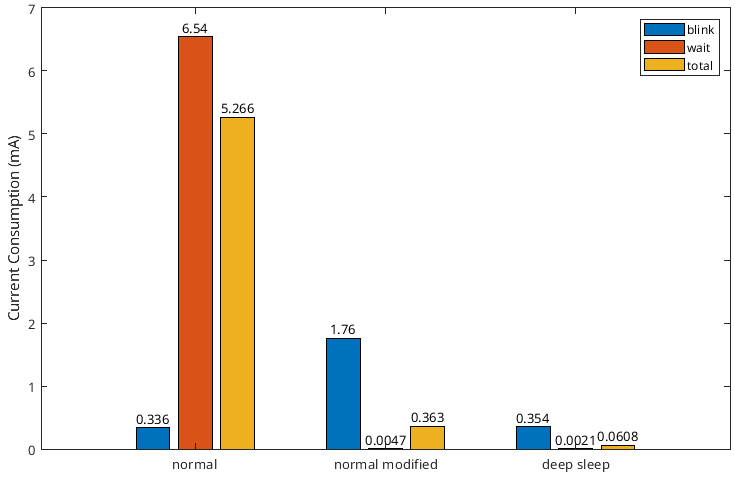 7
6
5
4
3
2
1
0
Current Consumption (mA)
6.54
5.266
0.336
1.76
0.0047
0.363
0.354
0.0021
0.0608
normal
normal modified
deep sleep
blink
wait
total